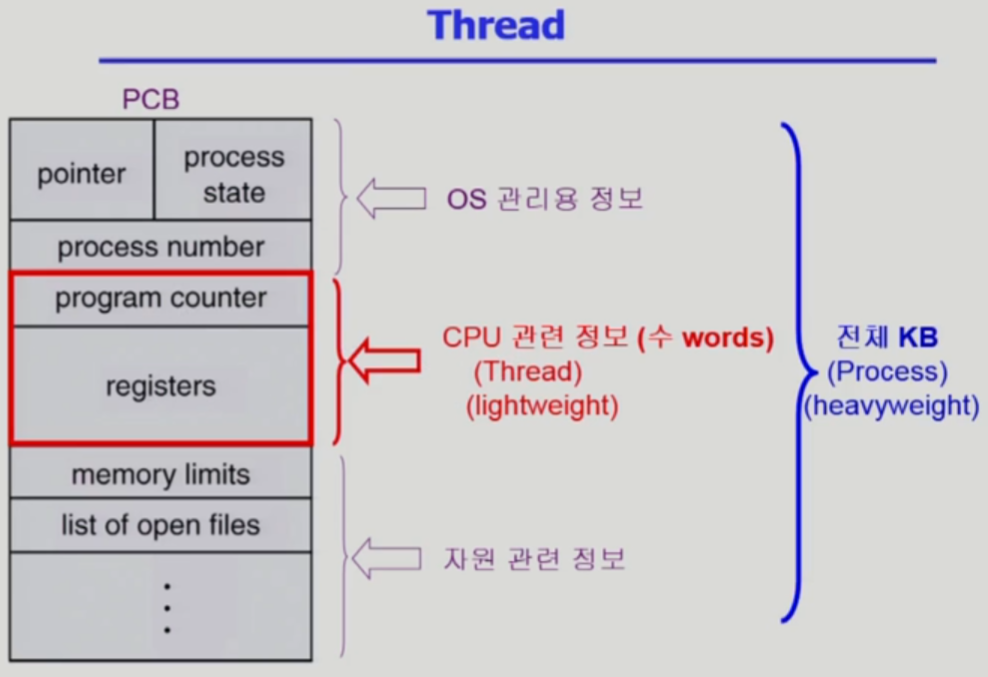 Thread
PCB
pointer
process
state
process number
program counter
registers
memory limits
list of open files
OS 관리용 정보
CPU 관련 정보 (수 words)
(Thread)
(lightweight)
자원 관련 정보
전체 KB
(Process)
(heavyweight)